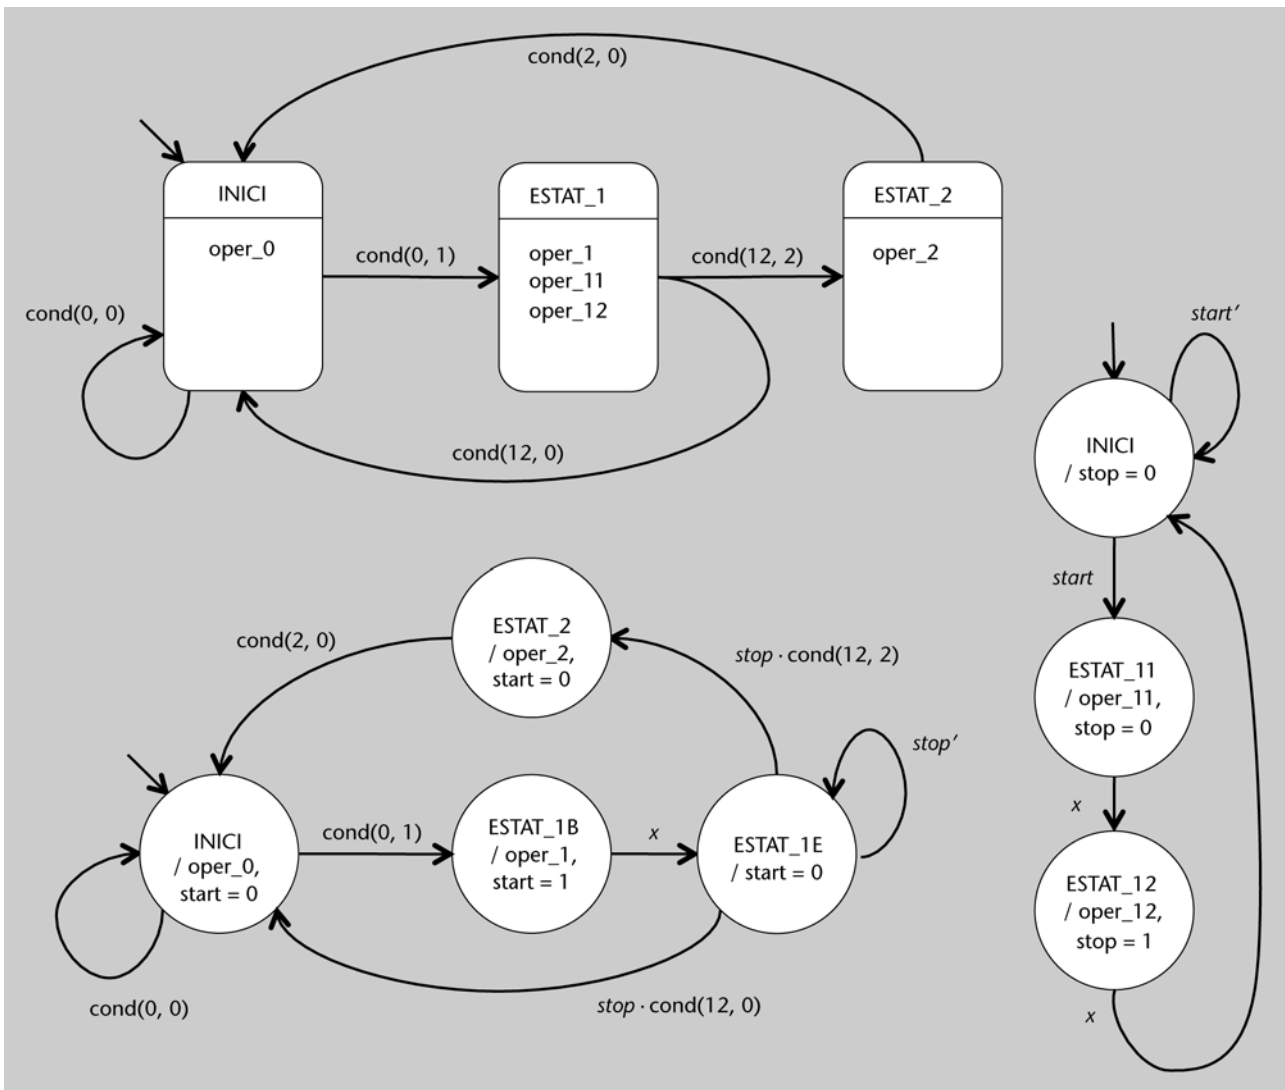 cond(2, 0)
INICI
oper_0
cond(0, 0)
cond(0, 1)
ESTAT_1
oper_1
oper_11
oper_12
cond(12, 2)
ESTAT_2
oper_2
cond(12, 0)
start′
INICI
/ stop = 0
start
ESTAT_11
/ oper_11,
stop = 0
x
ESTAT_12
/ oper_12,
stop = 1
x
ESTAT_2
/ oper_2,
start = 0
cond(2, 0)
stop · cond(12, 2)
stop′
INICI
/ oper_0,
start = 0
cond(0, 1)
ESTAT_1B
/ oper_1,
start = 1
x
ESTAT_1E
/ start = 0
cond(0, 0)
stop · cond(12, 0)